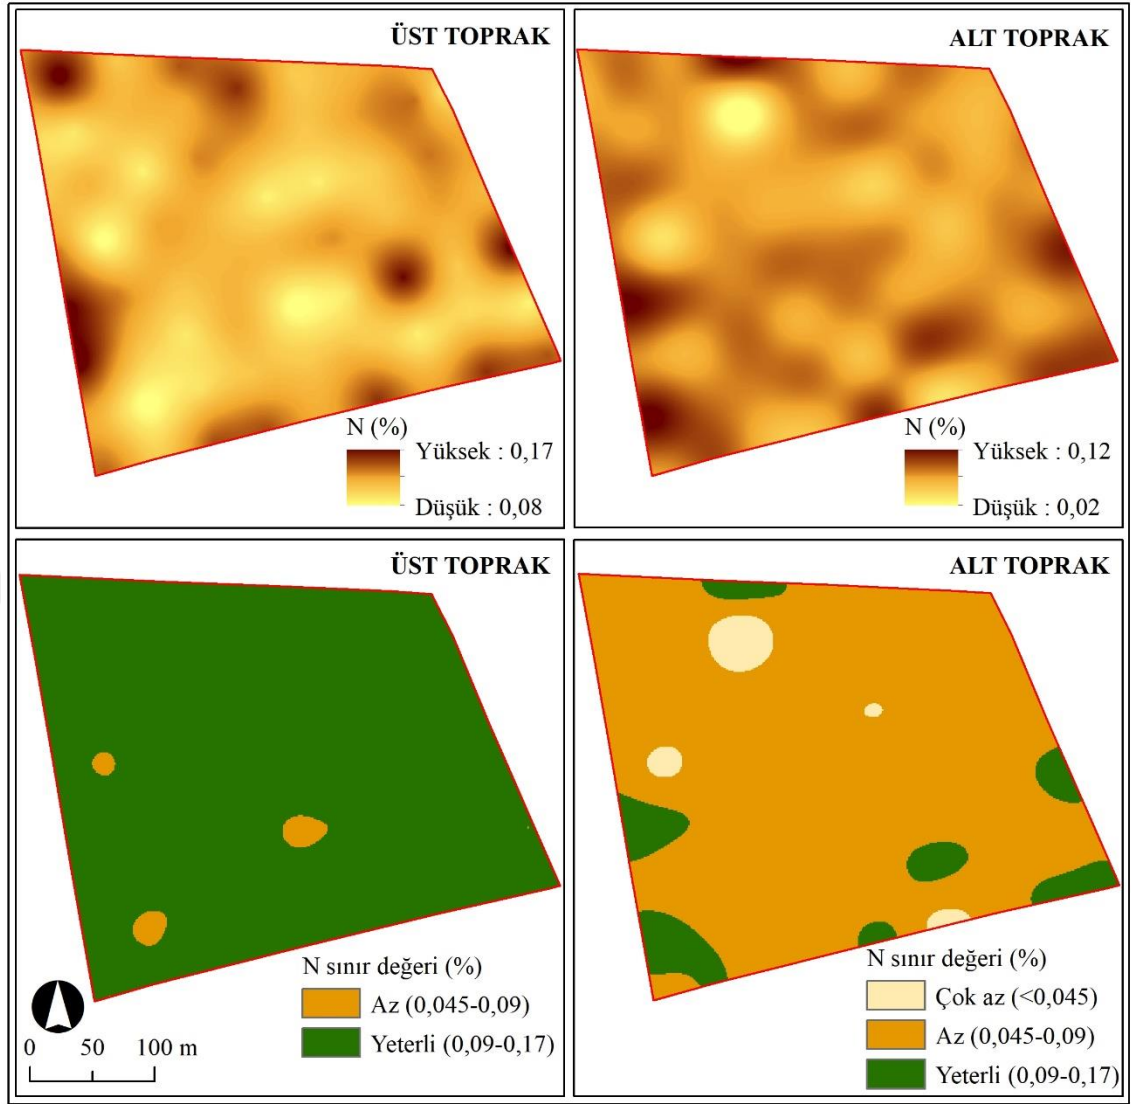 ÜST TOPRAK
N (%)
Yüksek : 0,17
Düşük : 0,08
ALT TOPRAK
N (%)
Yüksek : 0,12
Düşük : 0,02
ÜST TOPRAK
N sınır değeri (%)
Az (0,045-0,09)
Yeterli (0,09-0,17)
0 50 100 m
ALT TOPRAK
N sınır değeri (%)
Çok az (<0,045)
Az (0,045-0,09)
Yeterli (0,09-0,17)